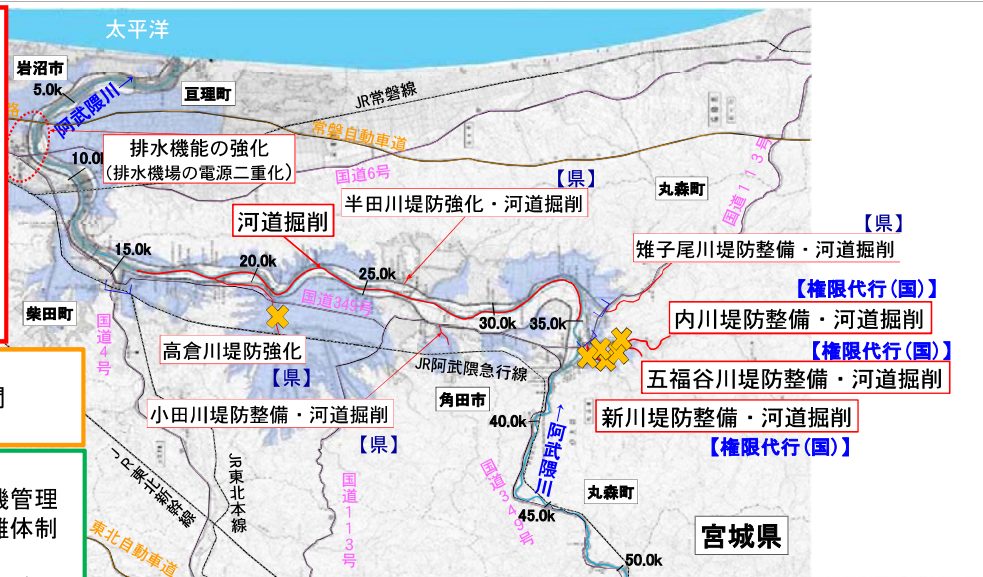 太平洋
岩沼市
5.0k
亘理町
JR常磐線
阿武隈川→
常磐自動車道
路
10.0
排水機能の強化
(排水機場の電源二重化)
国道6号
【県】
半田川堤防強化・河道掘削
丸森町
国道113号
河道掘削
【県】
雉子尾川堤防整備・河道掘削
15.0k
20.0k
25.0k
国道349号
30.0k
35.0k
【権限代行(国)】
内川堤防整備・河道掘削
柴田町
国道4号
高倉川堤防強化
【県】
JR阿武隈急行線
【権限代行(国)】
五福谷川堤防整備・河道掘削
角田市
小田川堤防整備・河道掘削
【県】
40.0k
新川堤防整備・河道掘削
【権限代行(国)】
←阿武隈川
JR東北新幹線
JR東北本線
国道113号
国道349号
丸森町
45.0k
機管理
難体制
東北自動車道
宮城県
50.0k